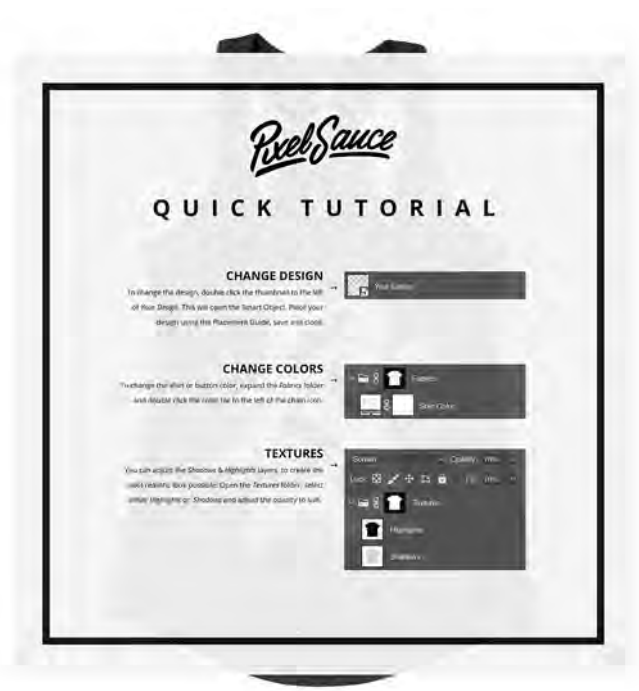 PixelSauce
QUICK TUTORIAL
CHANGE DESIGN
To change the design, double click the thumbnail to the left
of Your Design. This will open the Smart Object. Place your
design using the Placement Guide, save and close.
Your Design
CHANGE COLORS
To change the shirt or button color, expand the Fabrics folder
and double click the color tile to the left of the chain icon.
Fabrics
Shirt Color
TEXTURES
You can adjust the Shadows & Highlights layers, to create the
most realistic look possible. Open the Textures folder, select
either Highlights or Shadows and adjust the opacity to suit.
Screen
Opacity:
Lock:
Textures
Highlights
Shadows